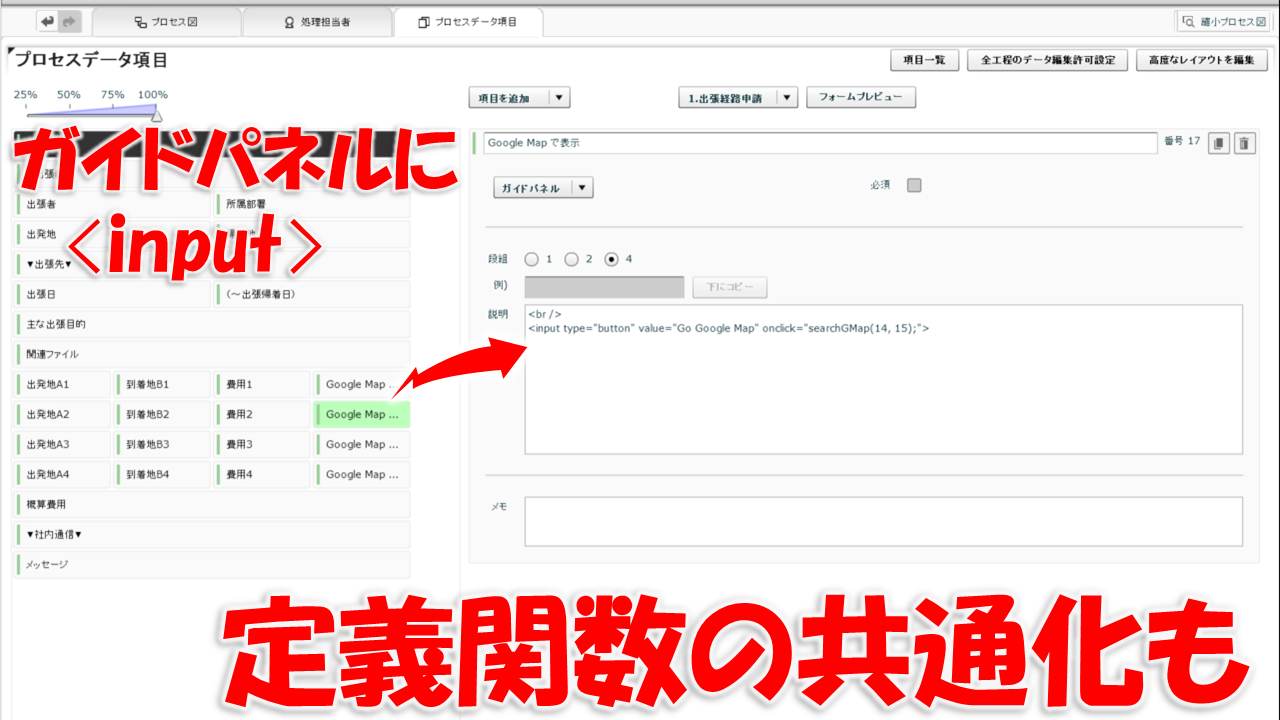 プロセス図
処理担当者
プロセスデータ項目
縮小プロセス図
プロセスデータ項目
項目一覧
全工程のデータ編集許可設定
高度なレイアウトを編集
25% 50% 75% 100%
項目を追加
1.出張経路申請
フォームプレビュー
ガイドパネルに
<input>
出張者
所属部署
出発地
▼出張先▼
出張日
(〜出張帰着日)
主な出張目的
関連ファイル
出発地A1 到着地B1 費用1 Google Map ...
出発地A2 到着地B2 費用2 Google Map ...
出発地A3 到着地B3 費用3 Google Map ...
出発地A4 到着地B4 費用4 Google Map ...
概算費用
▼社内通信▼
メッセージ
Google Map で表示
番号 17
ガイドパネル
必須
段組 1 2 4
例)
下にコピー
説明
<br />
<input type="button" value="Go Google Map" onclick="searchGMap(14, 15);">
メモ
定義関数の共通化も